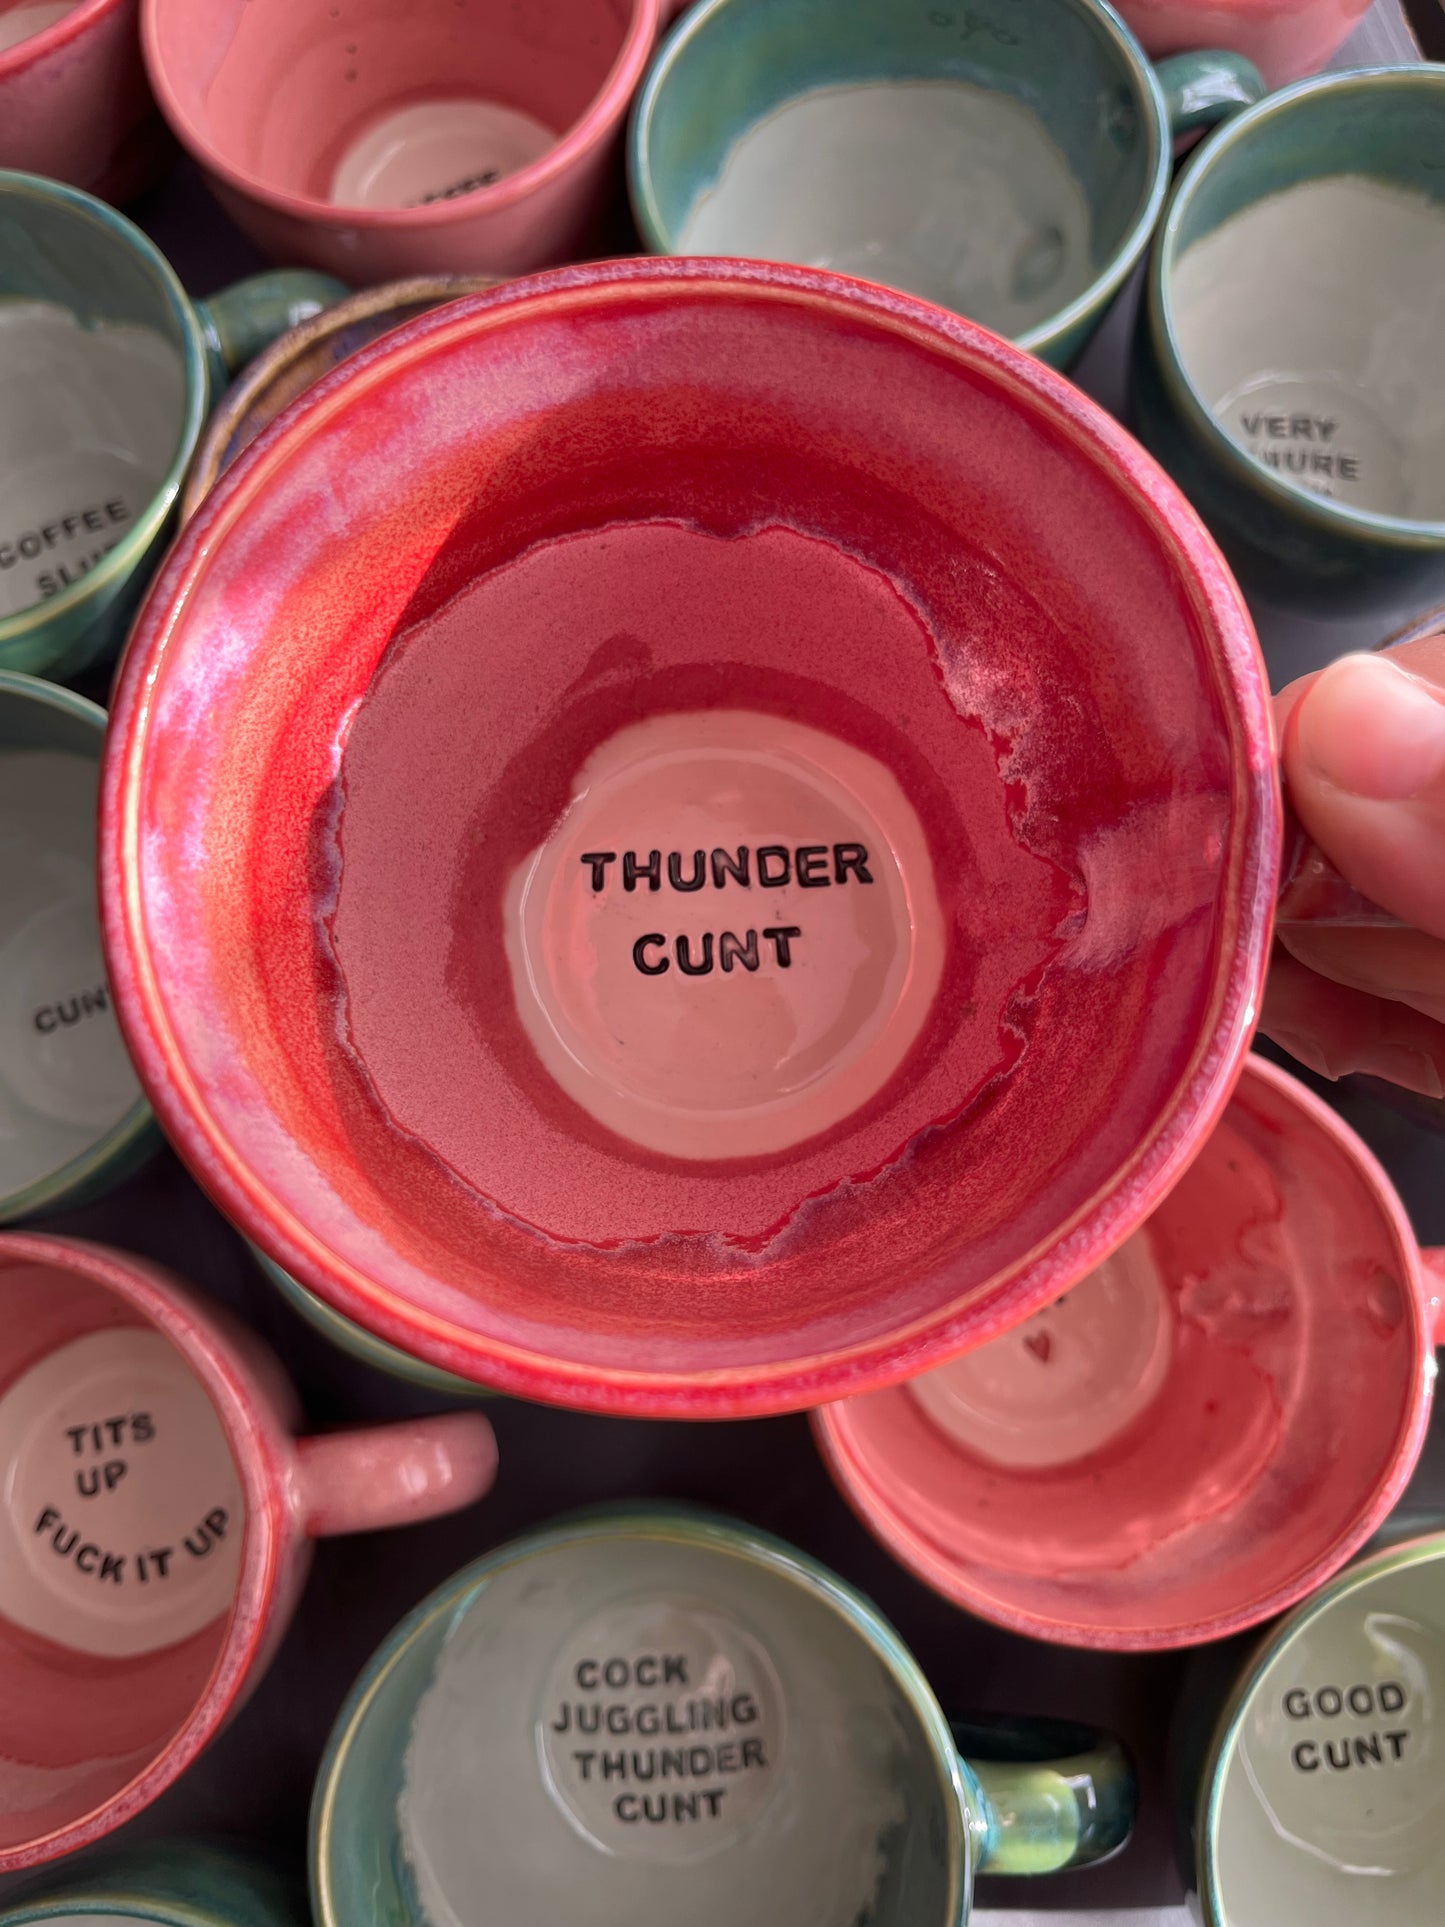 VERY
COFFEE
THUNDER
CUNT
TITS
UP
FUCK IT UP
COCK
JUGGLING
THUNDER
CUNT
GOOD
CUNT